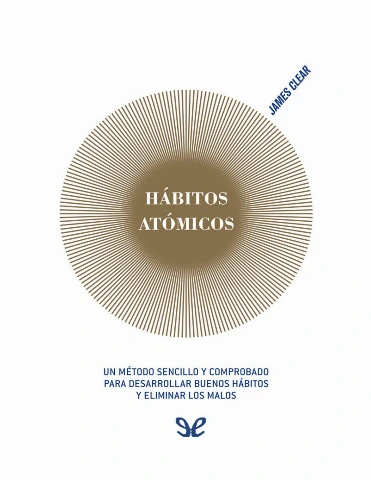 JAMES CLEAR
HÁBITOS
ATÓMICOS
UN MÉTODO SENCILLO Y COMPROBADO
PARA DESARROLLAR BUENOS HÁBITOS
Y ELIMINAR LOS MALOS